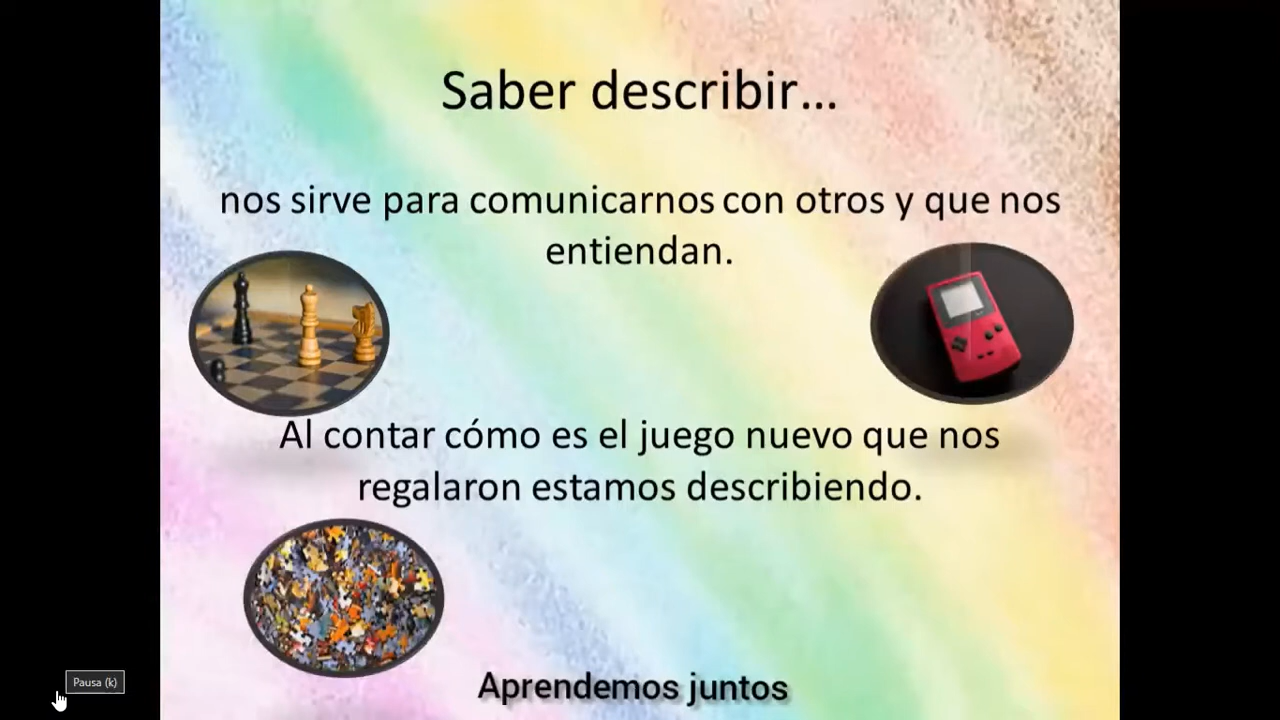 Saber describir...
nos sirve para comunicarnos con otros y que nos
entiendan.
Al contar cómo es el juego nuevo que nos
regalaron estamos describiendo.
Aprendemos juntos
Pausa (k)